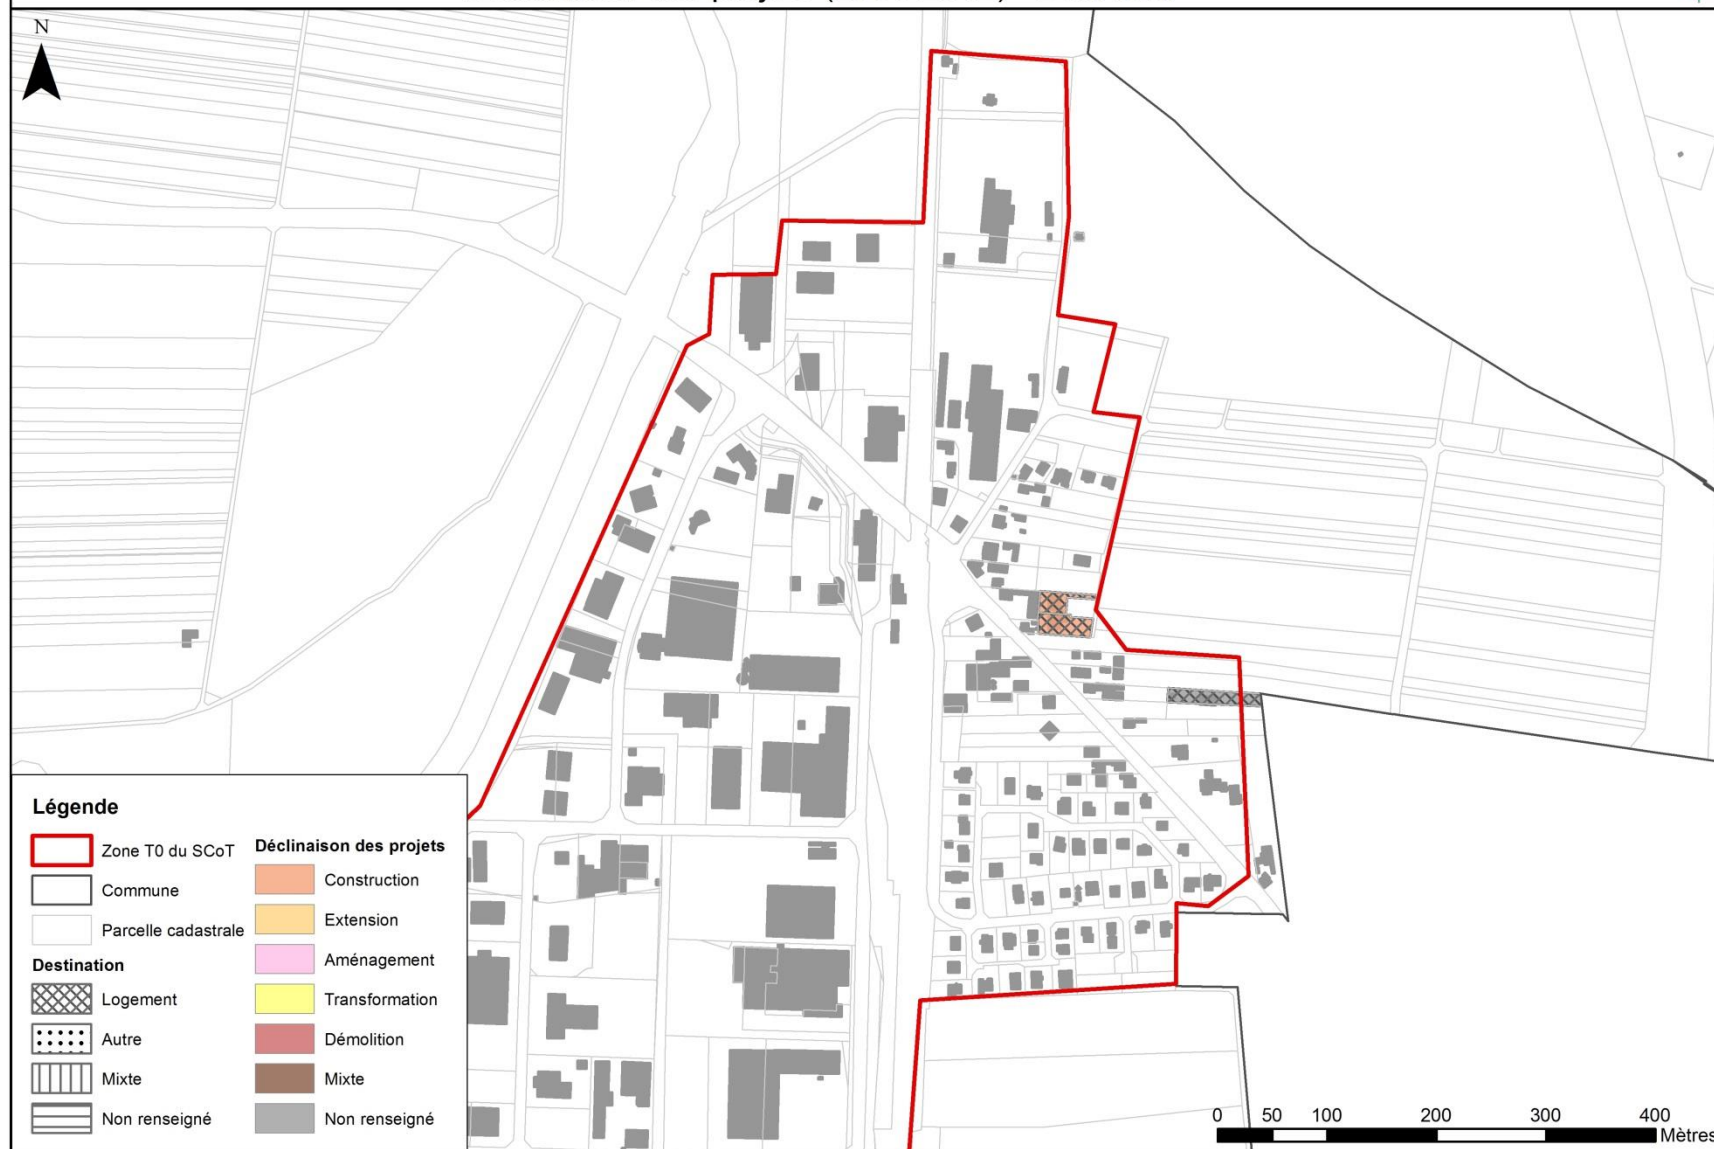 N
Légende
Zone T0 du SCoT
Commune
Parcelle cadastrale
Destination
Logement
Autre
Mixte
Non renseigné
Déclinaison des projets
Construction
Extension
Aménagement
Transformation
Démolition
Mixte
Non renseigné
0 50 100 200 300 400
Mètres